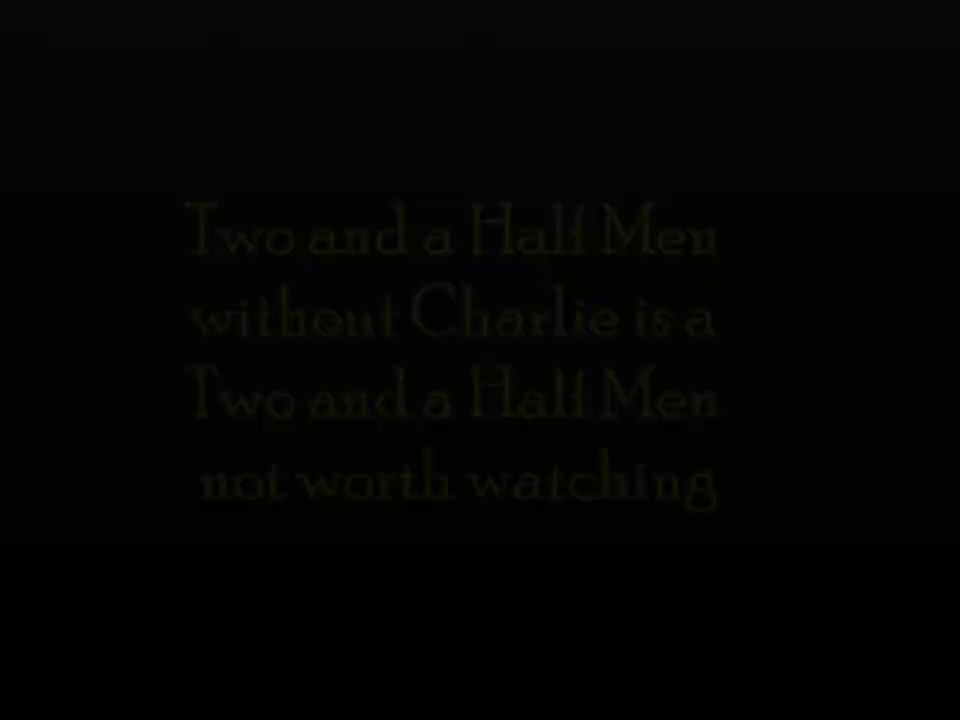 Two and a Half Men
without Charlie is a
Two and a Half Men
not worth watching